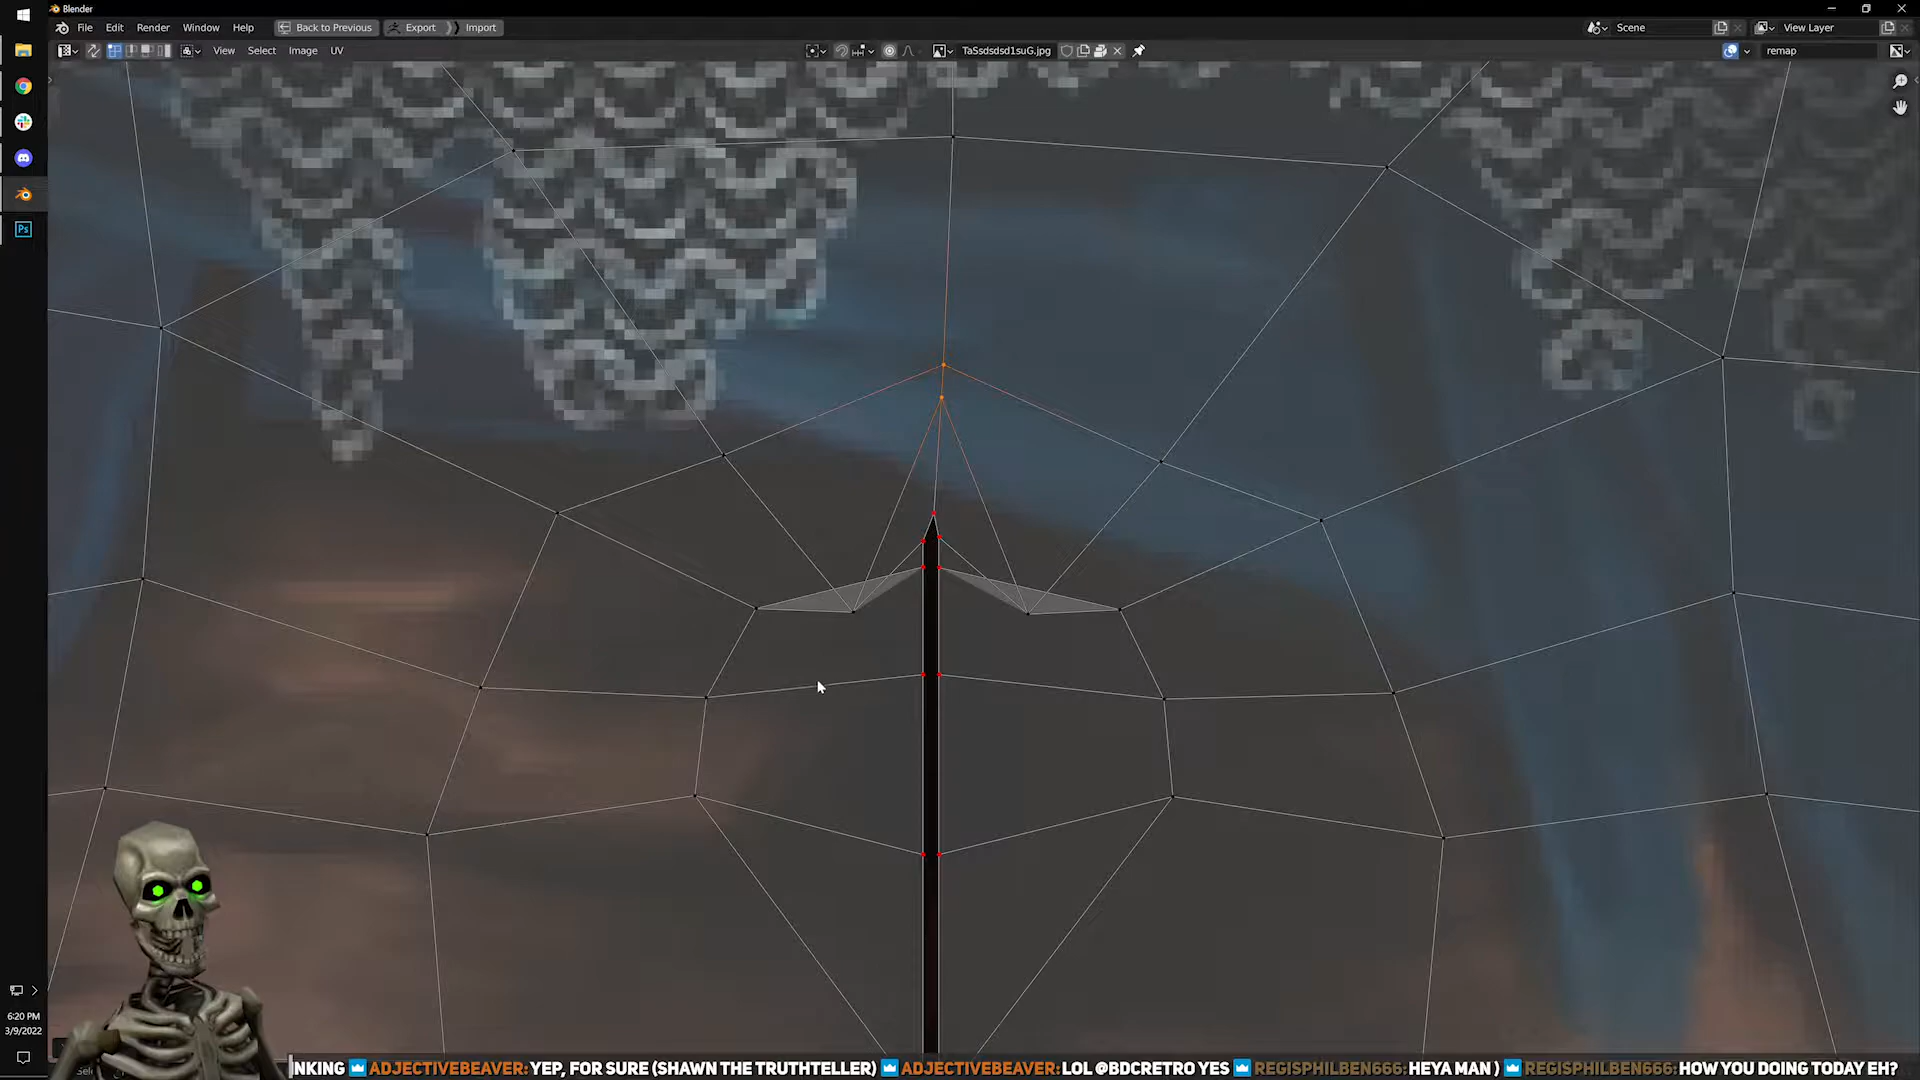 Blender
File Edit Render Window Help Back to Previous Export Import Scene View Layer
View Select Image UV TaSsdsdsd1suG.jpg remap
Ps
6:20 PM
3/9/2022
INKING ADJECTIVEBEAVER: YEP, FOR SURE (SHAWN THE TRUTHTELLER) ADJECTIVEBEAVER: LOL @BDCRETRO YES REGISPHILBEN666: HEYA MAN ) REGISPHILBEN666: HOW YOU DOING TODAY EH?